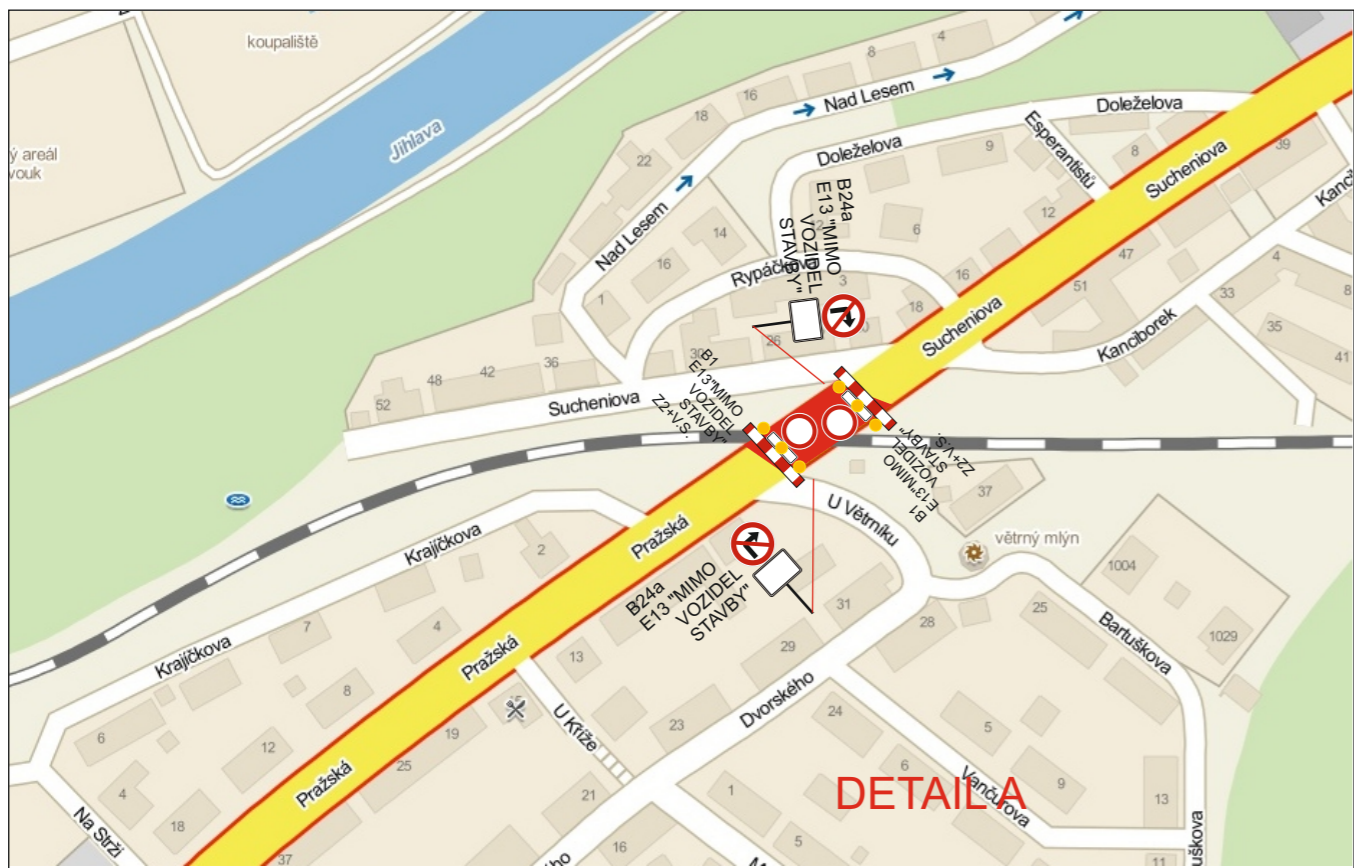 koupaliště
Jihlava
ý areál
vouk
Nad Lesem
Nad Lesem
4
8
16
18
22
14
16
1
Doleželova
Doleželova
9
Esperantistů
8
12
39
Sucheniova
Sucheniova
Sucheniova
Kanciborek
Rypáčkova
6
3
16
18
47
51
4
33
8
35
41
B24a
E13 "MIMO
VOZIDEL
STAVBY"
26
30
36
42
48
52
B1
E13"MIMO
VOZIDEL
STAVBY"
Z2+V.S.
B1
E13"MIMO
VOZIDEL
STAVBY"
Z2+V.S.
37
větrný mlýn
U Větrníku
Krajíčkova
Krajíčkova
2
4
7
8
6
12
4
18
Na Strži
Pražská
Pražská
Pražská
13
19
25
37
U Kříže
B24a
E13 "MIMO
VOZIDEL
STAVBY"
31
29
23
21
16
Dvorského
ého
28
25
1004
1029
Bartuškova
uškova
24
5
6
9
13
11
1
5
Vančurova
DETAIL A